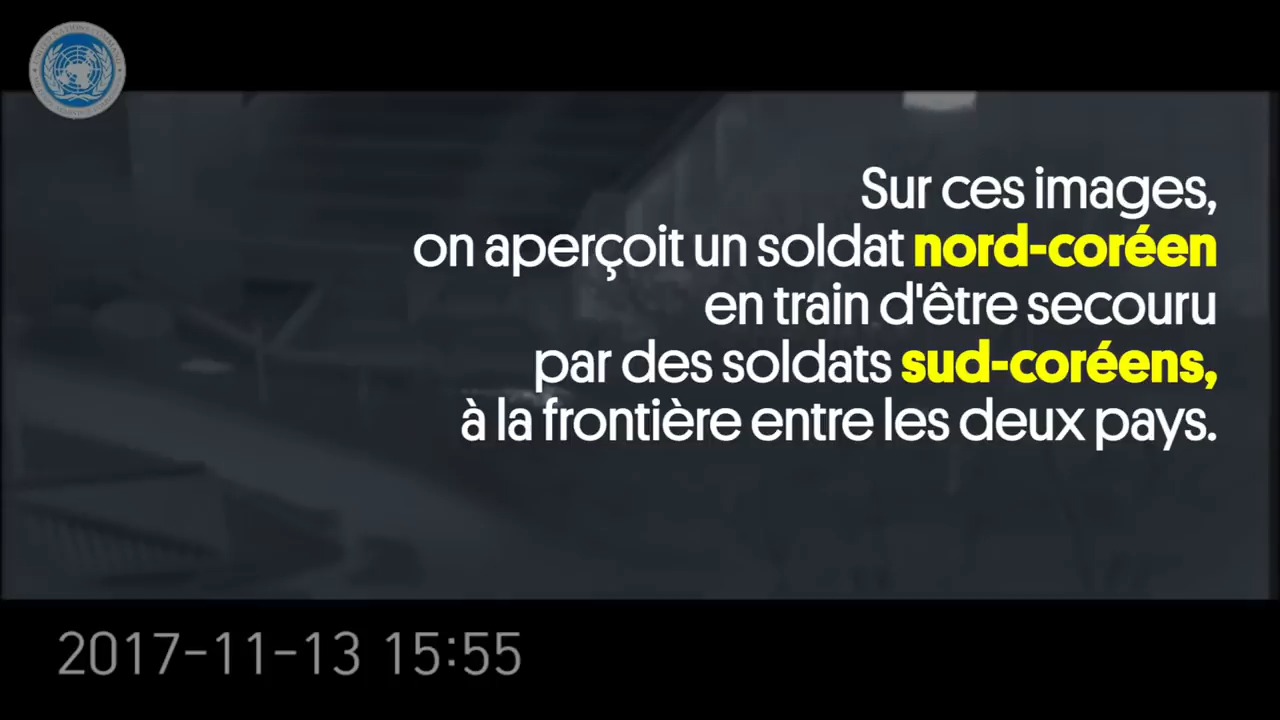 Sur ces images,
on aperçoit un soldat nord-coréen
en train d'être secouru
par des soldats sud-coréens,
à la frontière entre les deux pays.
2017-11-13 15:55